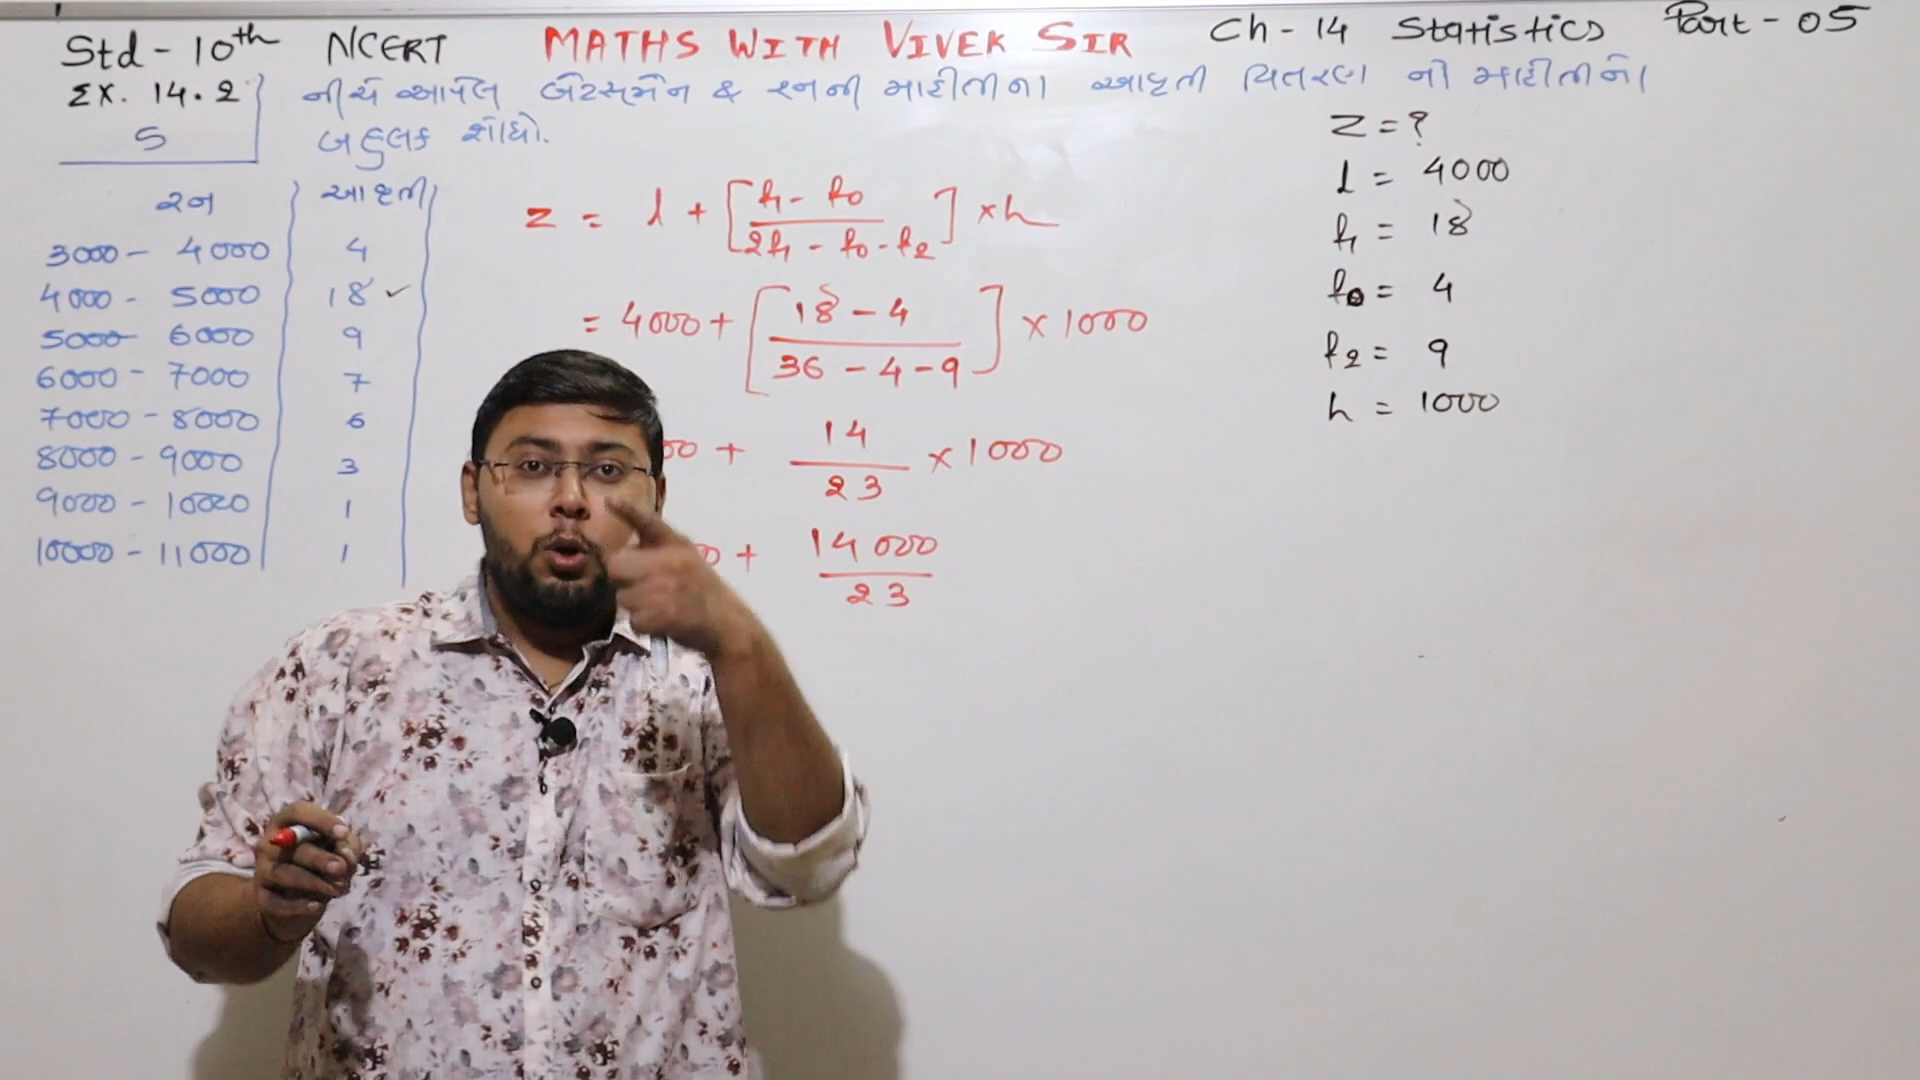 Std - 10th NCERT MATHS WITH VIVEK SIR Ch - 14 Statistics Part - 05
Ex. 14.2 નીચે આપેલ બેટસમેન & રનની માહીતીના આવૃતી વિતરણ ની માહીતીનો
5 બહુલક શોધો.
રન આવૃતી
3000 - 4000 4
4000 - 5000 18 ✓
5000 - 6000 9
6000 - 7000 7
7000 - 8000 6
8000 - 9000 3
9000 - 10000 1
10000 - 11000 1
z = l + [f1 - f0 / 2f1 - f0 - f2] × h
= 4000 + [18 - 4 / 36 - 4 - 9] × 1000
00 + 14 / 23 × 1000
0 + 14000 / 23
Z = ?
l = 4000
f1 = 18
f0 = 4
f2 = 9
h = 1000